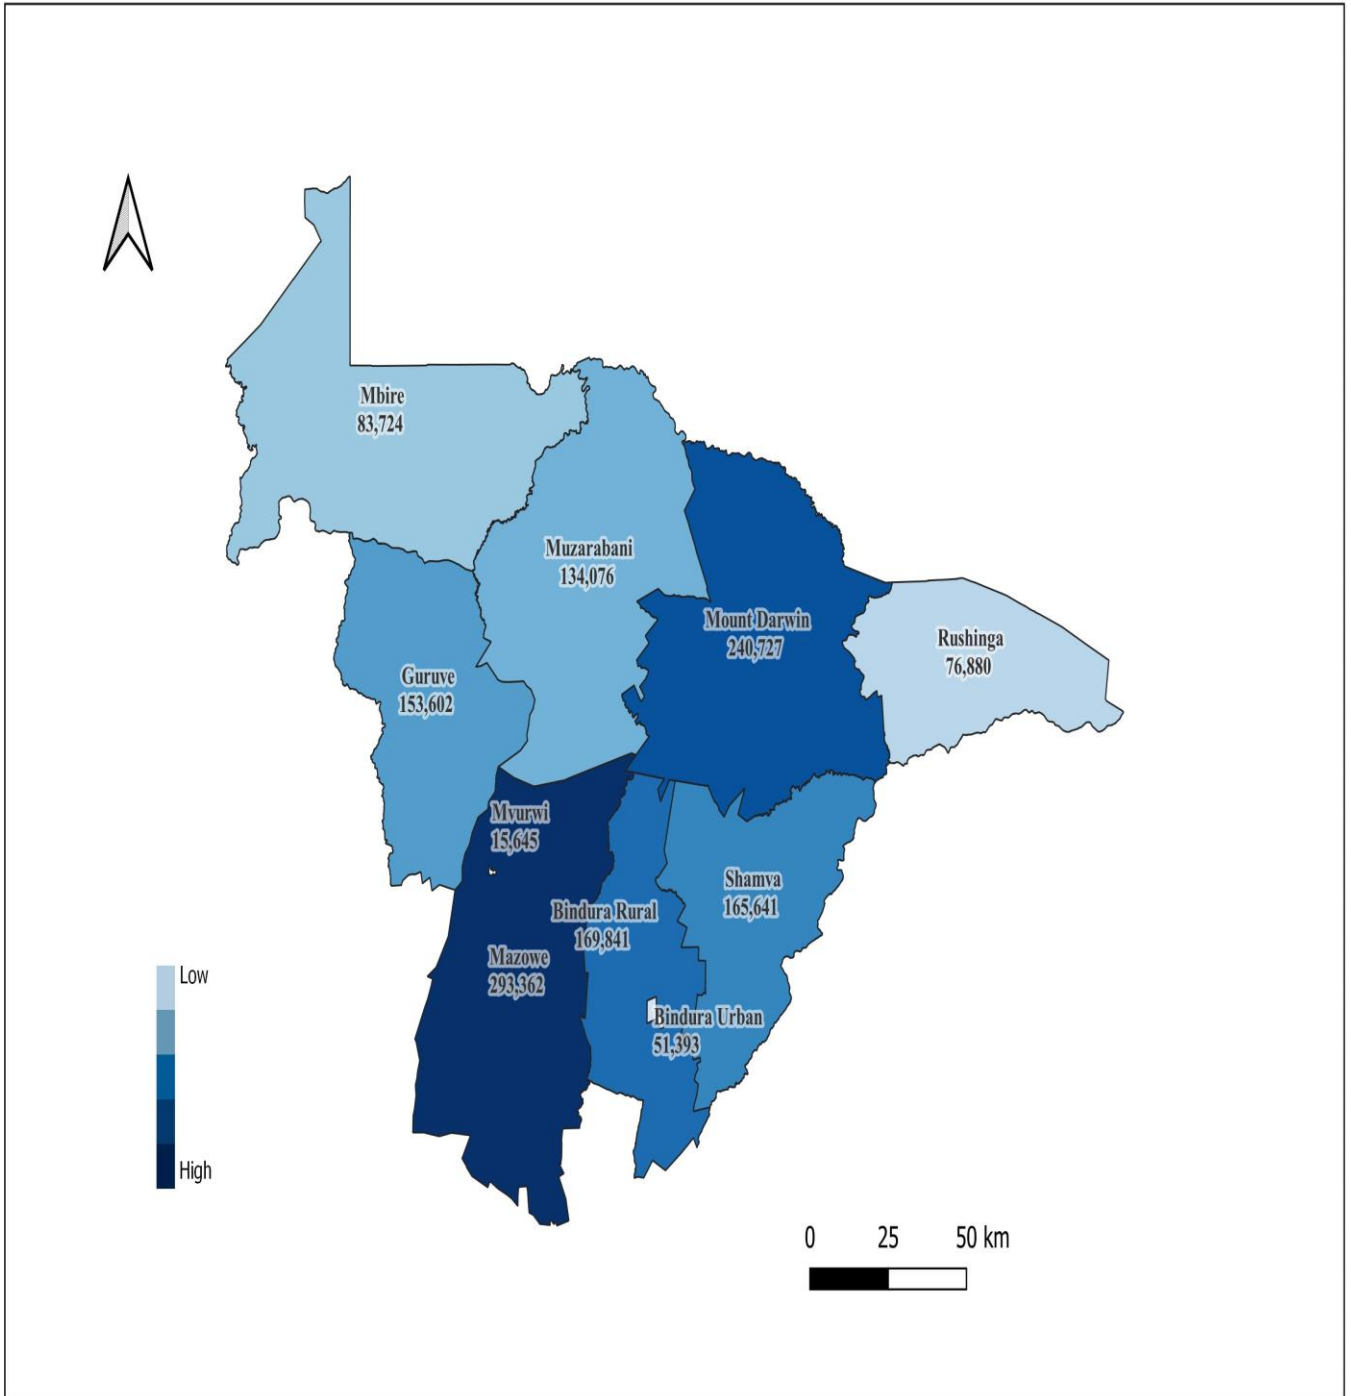 Mbire
83,724
Muzarabani
134,076
Mount Darwin
240,727
Rushinga
76,880
Guruve
153,602
Mvurwi
15,645
Shamva
165,641
Bindura Rural
169,841
Mazowe
293,362
Bindura Urban
51,393
Low
High
0 25 50 km